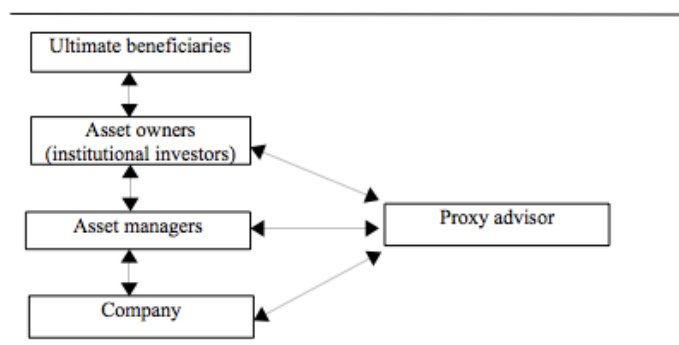 Ultimate beneficiaries
Asset owners
(institutional investors)
Asset managers
Proxy advisor
Company